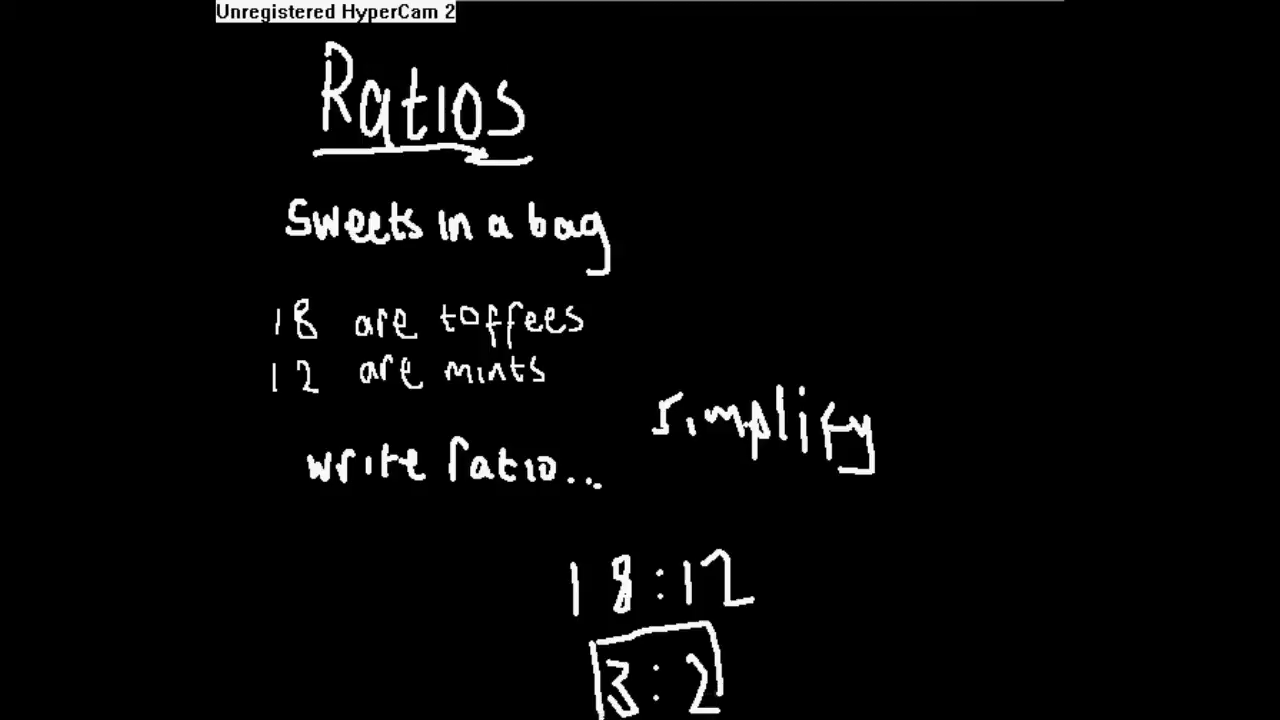 Unregistered HyperCam 2
Ratios
Sweets in a bag
18 are toffees
12 are mints
simplify
write ratio...
18:12
3:2